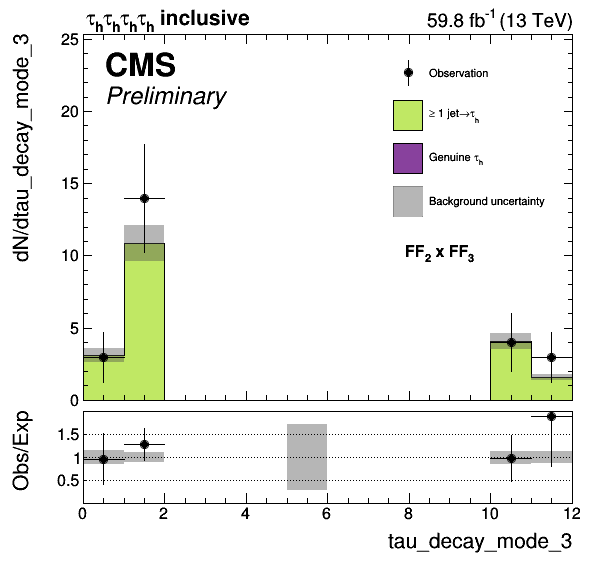 τhτhτhτh inclusive 59.8 fb-1 (13 TeV)
CMS
Preliminary
Observation
≥ 1 jet→τh
Genuine τh
Background uncertainty
FF2 x FF3
dN/dtau_decay_mode_3
25
20
15
10
5
0
Obs/Exp
1.5
1
0.5
0 2 4 6 8 10 12
tau_decay_mode_3